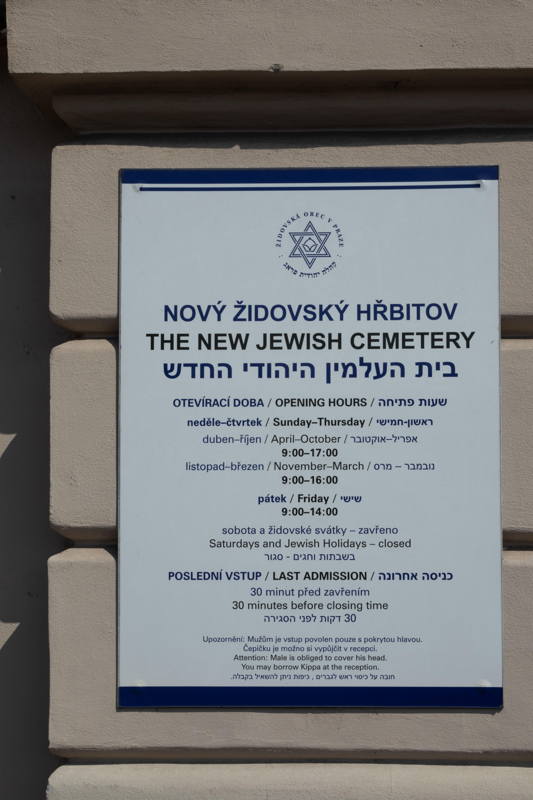 ŽIDOVSKÁ OBEC V PRAZE
קהלה יהודית פראג
NOVÝ ŽIDOVSKÝ HŘBITOV
THE NEW JEWISH CEMETERY
בית העלמין היהודי החדש
OTEVÍRACÍ DOBA / OPENING HOURS / שעות פתיחה
neděle–čtvrtek / Sunday–Thursday / ראשון-חמישי
duben–říjen / April–October / אפריל–אוקטובר
9:00–17:00
listopad–březen / November–March / נובמבר – מרס
9:00–16:00
pátek / Friday / שישי
9:00–14:00
sobota a židovské svátky – zavřeno
Saturdays and Jewish Holidays – closed
בשבתות וחגים - סגור
POSLEDNÍ VSTUP / LAST ADMISSION / כניסה אחרונה
30 minut před zavřením
30 minutes before closing time
30 דקות לפני הסגירה
Upozornění: Mužům je vstup povolen pouze s pokrytou hlavou.
Čepičku je možno si vypůjčit v recepci.
Attention: Male is obliged to cover his head.
You may borrow Kippa at the reception.
חובה על כיסוי ראש לגברים , כיפות ניתן להשאיל בקבלה.